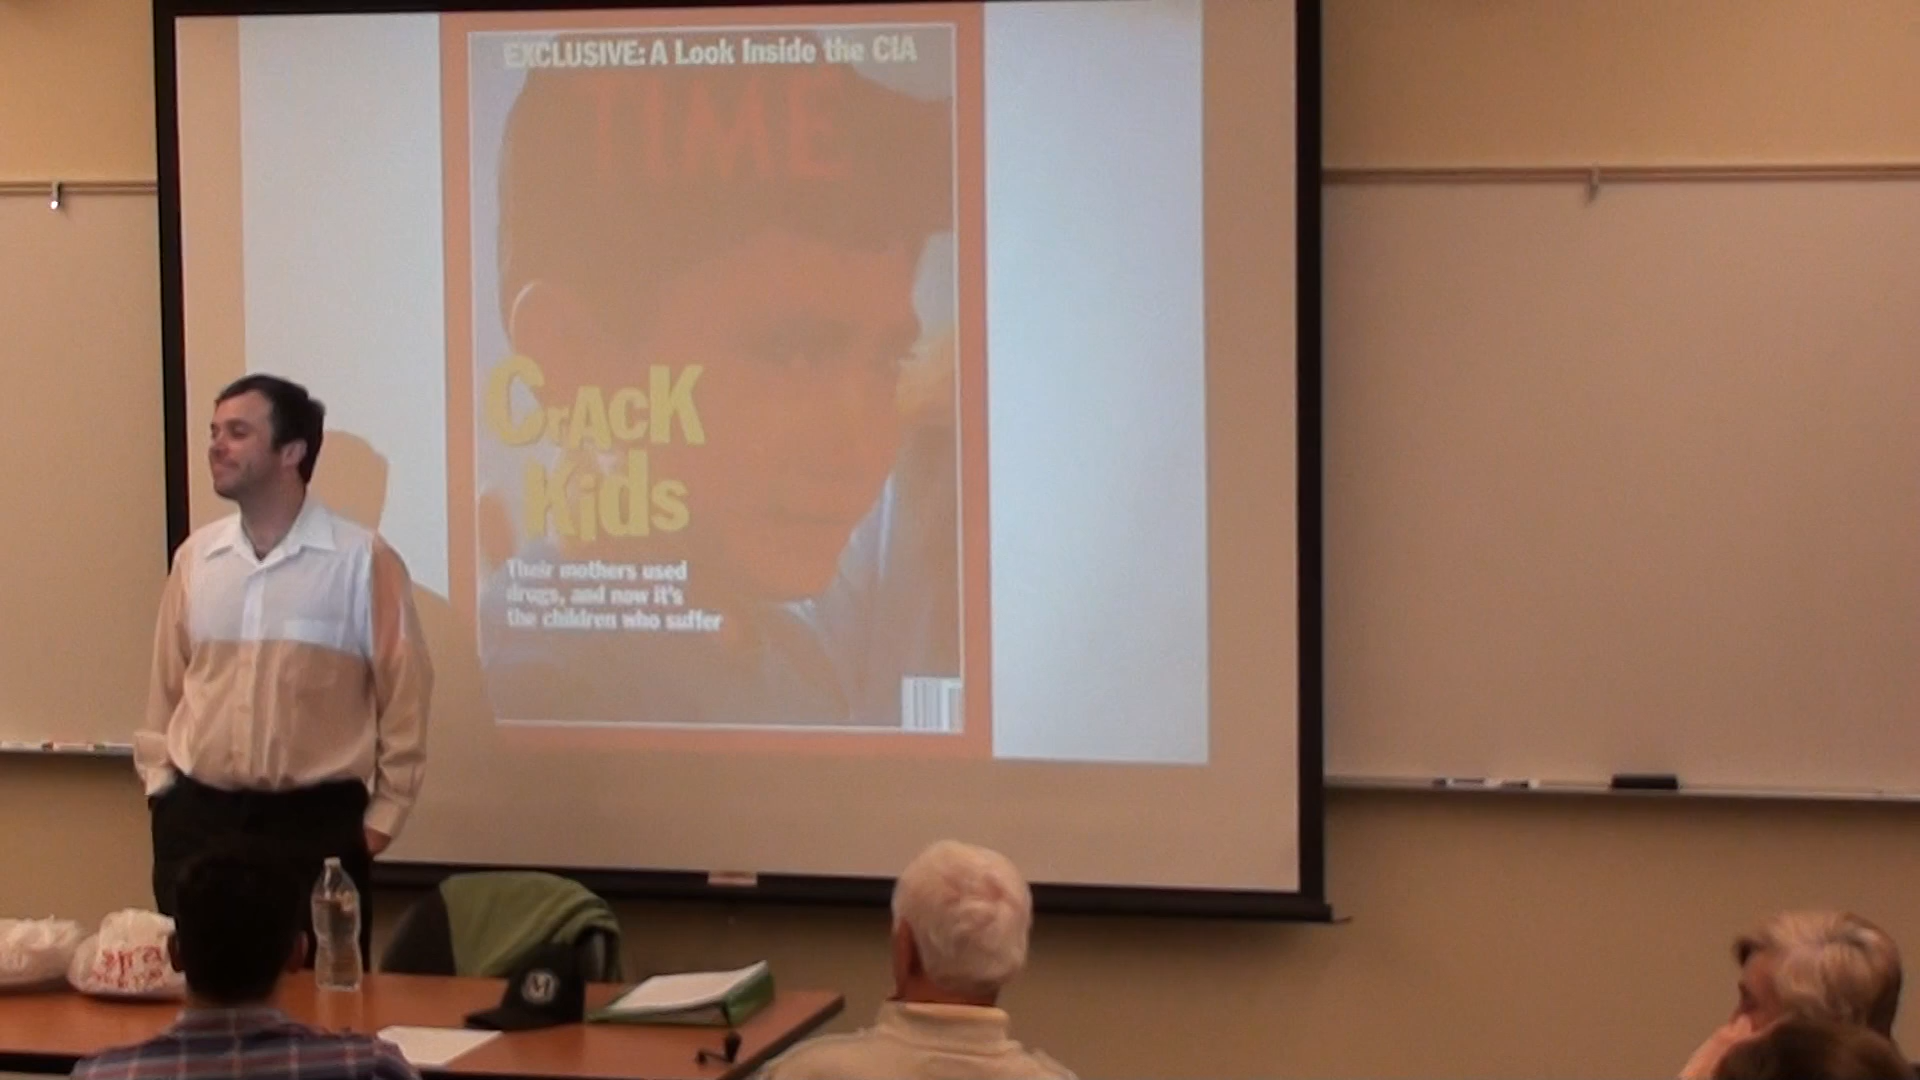 EXCLUSIVE: A Look Inside the CIA
TIME
CrAcK
Kids
Their mothers used
drugs, and now it's
the children who suffer
M